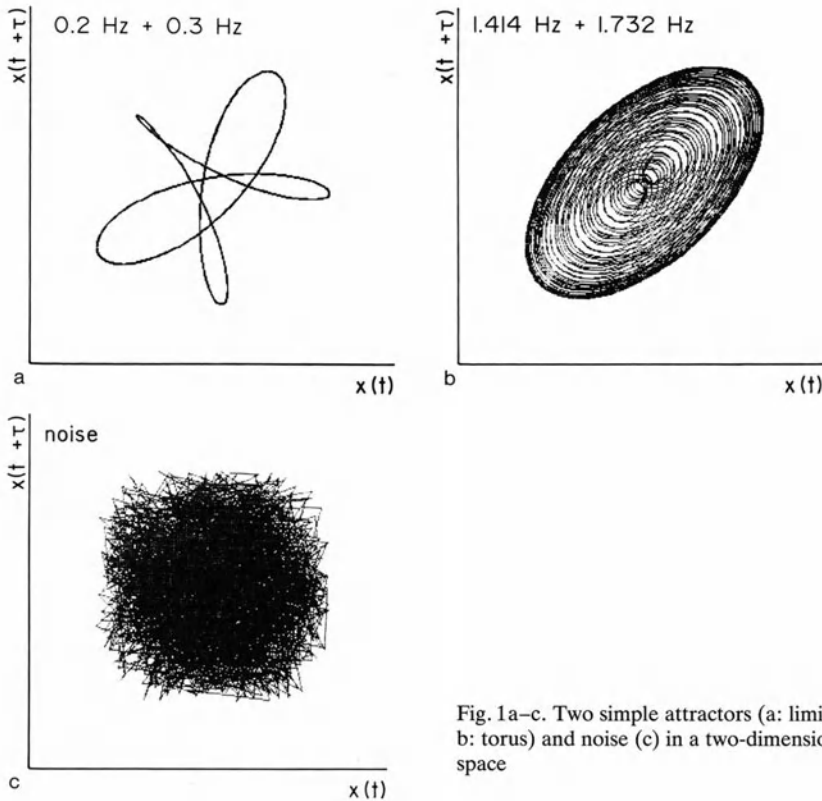 0.2 Hz + 0.3 Hz
x(t + τ)
a
x(t)
1.414 Hz + 1.732 Hz
x(t + τ)
b
x(t)
noise
x(t + τ)
c
x(t)
Fig. 1a–c. Two simple attractors (a: limi
b: torus) and noise (c) in a two-dimensio
space